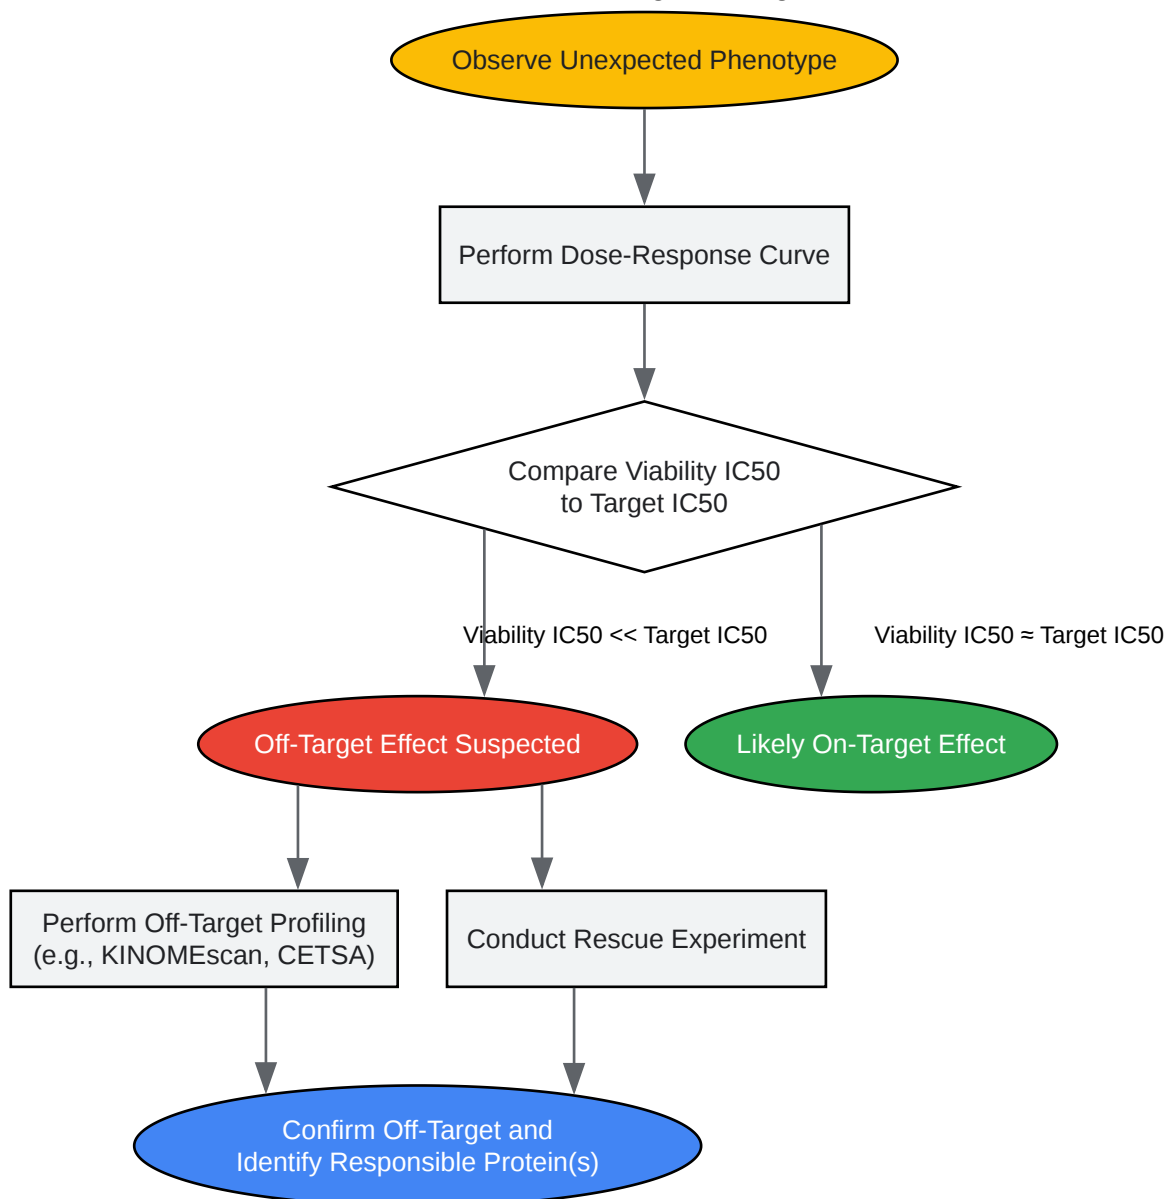 Observe Unexpected Phenotype
Perform Dose-Response Curve
Compare Viability IC50
to Target IC50
Viability IC50 << Target IC50
Viability IC50 ≈ Target IC50
Off-Target Effect Suspected
Likely On-Target Effect
Perform Off-Target Profiling
(e.g., KINOMEscan, CETSA)
Conduct Rescue Experiment
Confirm Off-Target and
Identify Responsible Protein(s)